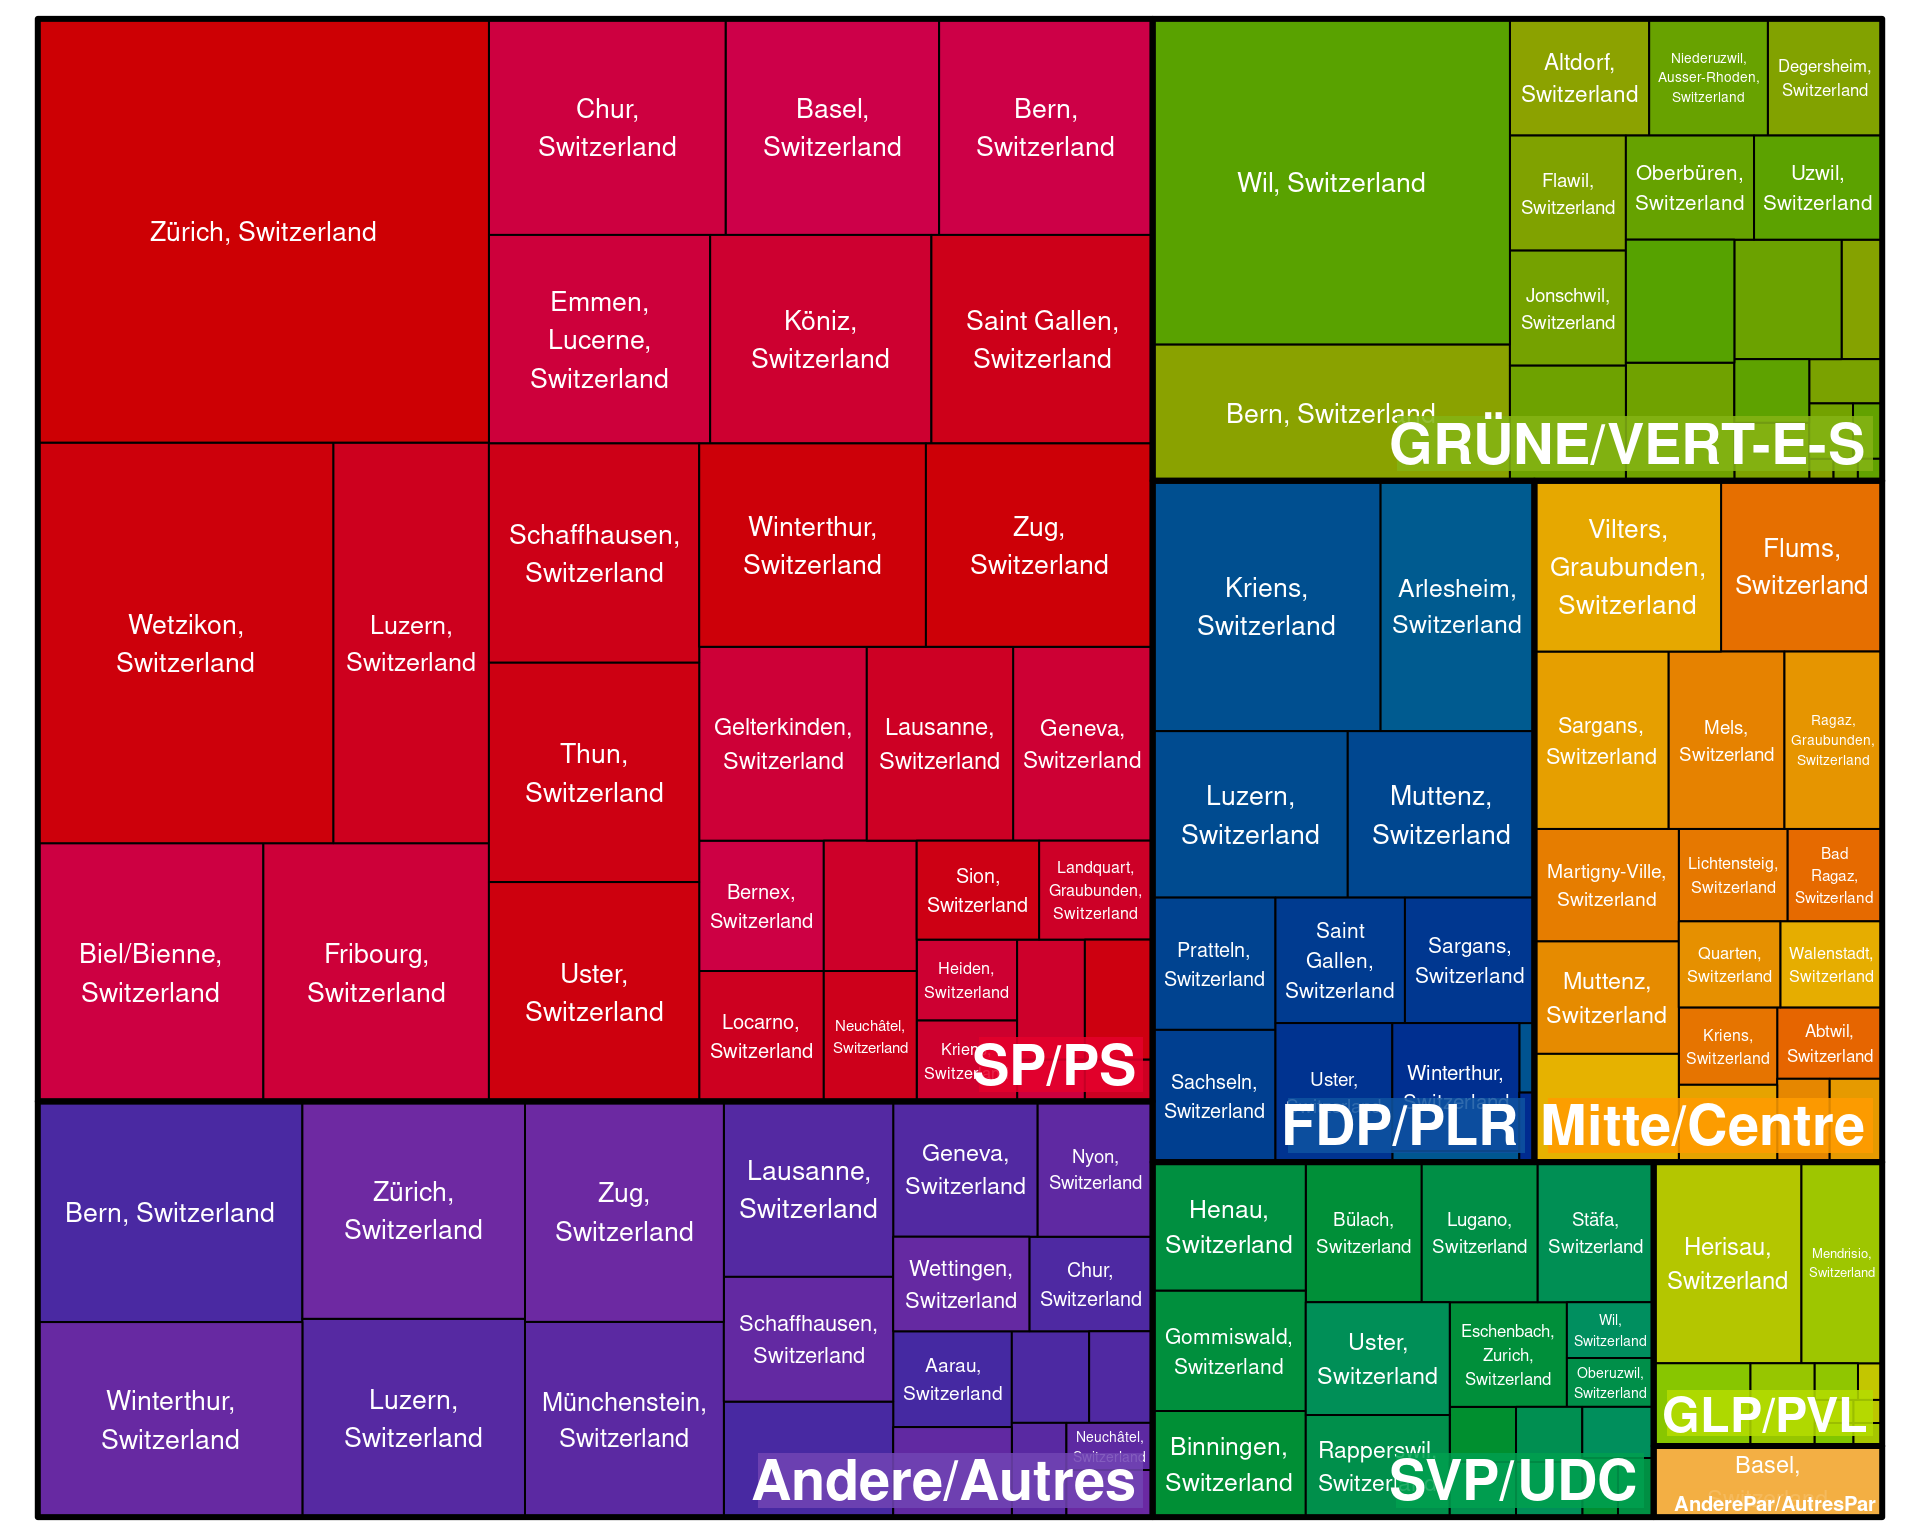 Zürich, Switzerland
Chur,
Switzerland
Basel,
Switzerland
Bern,
Switzerland
Emmen,
Lucerne,
Switzerland
Köniz,
Switzerland
Saint Gallen,
Switzerland
Wetzikon,
Switzerland
Luzern,
Switzerland
Schaffhausen,
Switzerland
Winterthur,
Switzerland
Zug,
Switzerland
Thun,
Switzerland
Gelterkinden,
Switzerland
Lausanne,
Switzerland
Geneva,
Switzerland
Biel/Bienne,
Switzerland
Fribourg,
Switzerland
Uster,
Switzerland
Bernex,
Switzerland
Sion,
Switzerland
Landquart,
Graubunden,
Switzerland
Locarno,
Switzerland
Neuchâtel,
Switzerland
Heiden,
Switzerland
SP/PS
Wil, Switzerland
Altdorf,
Switzerland
Niederuzwil,
Ausser-Rhoden,
Switzerland
Degersheim,
Switzerland
Flawil,
Switzerland
Oberbüren,
Switzerland
Uzwil,
Switzerland
Jonschwil,
Switzerland
Bern, Switzerland
GRÜNE/VERT-E-S
Kriens,
Switzerland
Arlesheim,
Switzerland
Luzern,
Switzerland
Muttenz,
Switzerland
Pratteln,
Switzerland
Saint
Gallen,
Switzerland
Sargans,
Switzerland
Sachseln,
Switzerland
Uster,
Winterthur,
Switzerland
FDP/PLR
Vilters,
Graubunden,
Switzerland
Flums,
Switzerland
Sargans,
Switzerland
Mels,
Switzerland
Ragaz,
Graubunden,
Switzerland
Martigny-Ville,
Switzerland
Lichtensteig,
Switzerland
Bad
Ragaz,
Switzerland
Quarten,
Switzerland
Walenstadt,
Switzerland
Muttenz,
Switzerland
Kriens,
Switzerland
Abtwil,
Switzerland
Mitte/Centre
Bern, Switzerland
Zürich,
Switzerland
Zug,
Switzerland
Lausanne,
Switzerland
Geneva,
Switzerland
Nyon,
Switzerland
Wettingen,
Switzerland
Chur,
Switzerland
Winterthur,
Switzerland
Luzern,
Switzerland
Münchenstein,
Switzerland
Schaffhausen,
Switzerland
Aarau,
Switzerland
Neuchâtel,
Switzerland
Andere/Autres
Henau,
Switzerland
Bülach,
Switzerland
Lugano,
Switzerland
Stäfa,
Switzerland
Gommiswald,
Switzerland
Uster,
Switzerland
Eschenbach,
Zurich,
Switzerland
Wil,
Switzerland
Oberuzwil,
Switzerland
Binningen,
Switzerland
Rapperswil,
SVP/UDC
Herisau,
Switzerland
Mendrisio,
Switzerland
GLP/PVL
Basel,
AnderePar/AutresPar